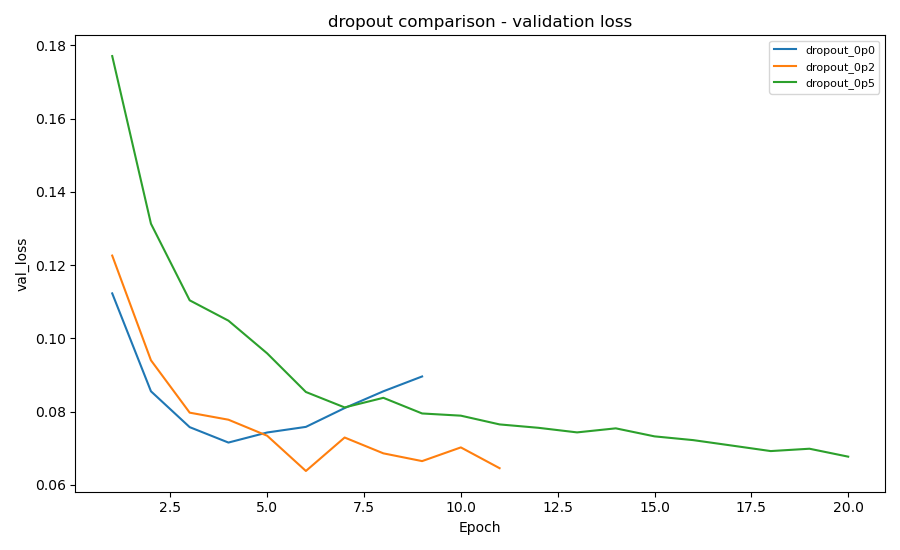 dropout comparison - validation loss
dropout_0p0
dropout_0p2
dropout_0p5
val_loss
0.18
0.16
0.14
0.12
0.10
0.08
0.06
2.5 5.0 7.5 10.0 12.5 15.0 17.5 20.0
Epoch